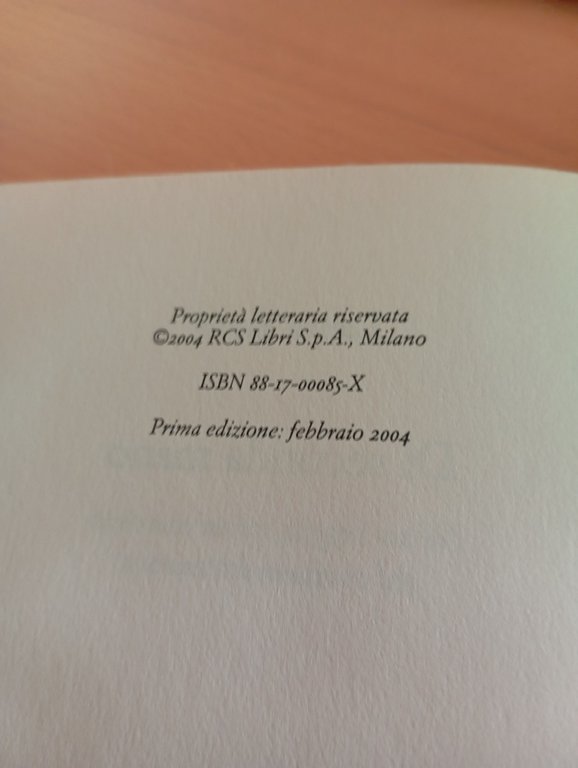 Proprietà letteraria riservata
©2004 RCS Libri S.p.A., Milano
ISBN 88-17-00085-X
Prima edizione: febbraio 2004